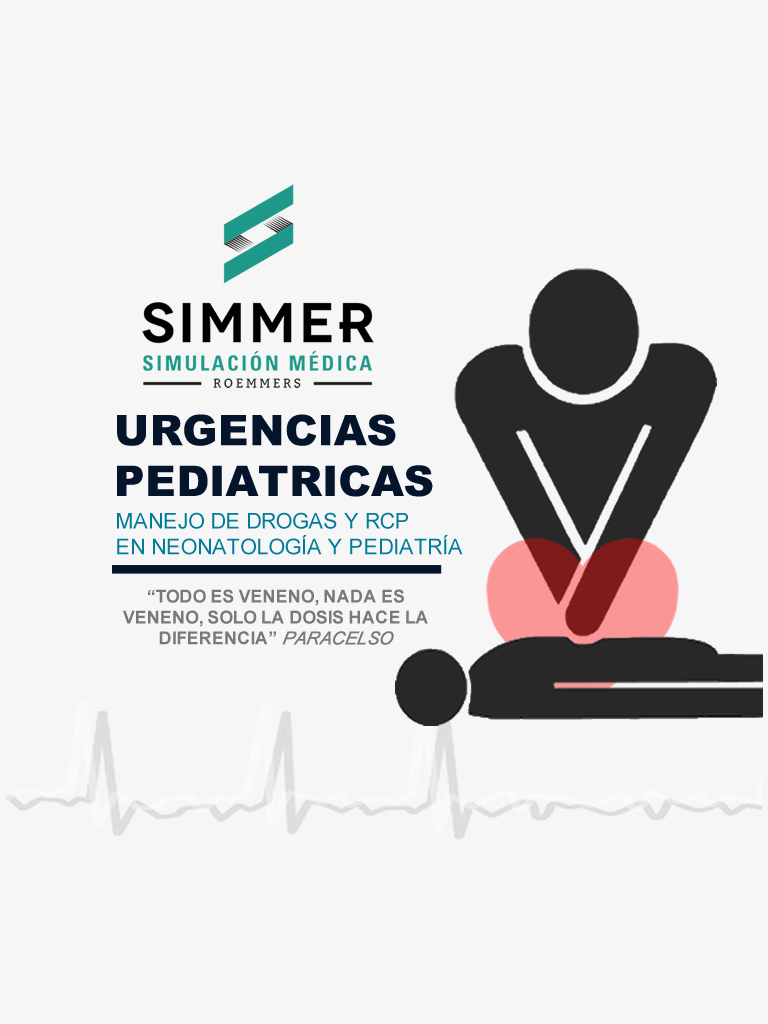 SIMMER
SIMULACIÓN MÉDICA
ROEMMERS
URGENCIAS
PEDIATRICAS
MANEJO DE DROGAS Y RCP
EN NEONATOLOGÍA Y PEDIATRÍA
“TODO ES VENENO, NADA ES
VENENO, SOLO LA DOSIS HACE LA
DIFERENCIA” PARACELSO